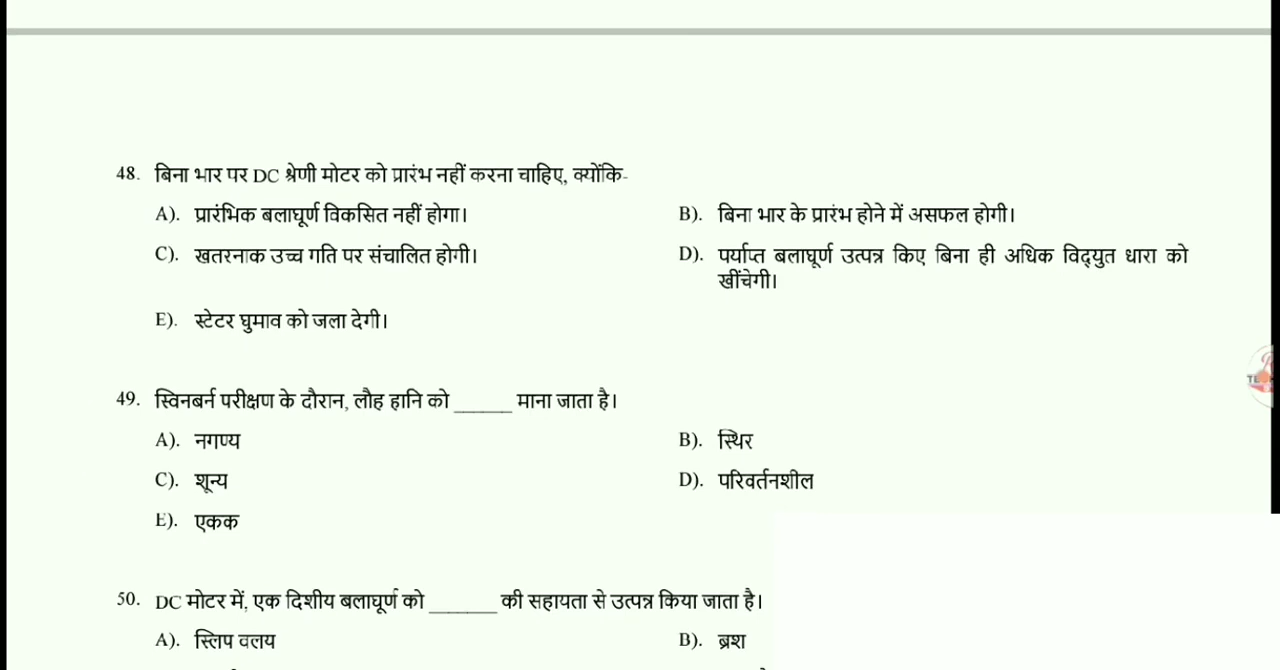 48. बिना भार पर DC श्रेणी मोटर को प्रारंभ नहीं करना चाहिए, क्योंकि-
A). प्रारंभिक बलाघूर्ण विकसित नहीं होगा।
B). बिना भार के प्रारंभ होने में असफल होगी।
C). खतरनाक उच्च गति पर संचालित होगी।
D). पर्याप्त बलाघूर्ण उत्पन्न किए बिना ही अधिक विद्युत धारा को
खींचेगी।
E). स्टेटर घुमाव को जला देगी।
49. स्विनबर्न परीक्षण के दौरान, लौह हानि को ______ माना जाता है।
A). नगण्य
B). स्थिर
C). शून्य
D). परिवर्तनशील
E). एकक
50. DC मोटर में, एक दिशीय बलाघूर्ण को _______ की सहायता से उत्पन्न किया जाता है।
A). स्लिप वलय
B). ब्रश